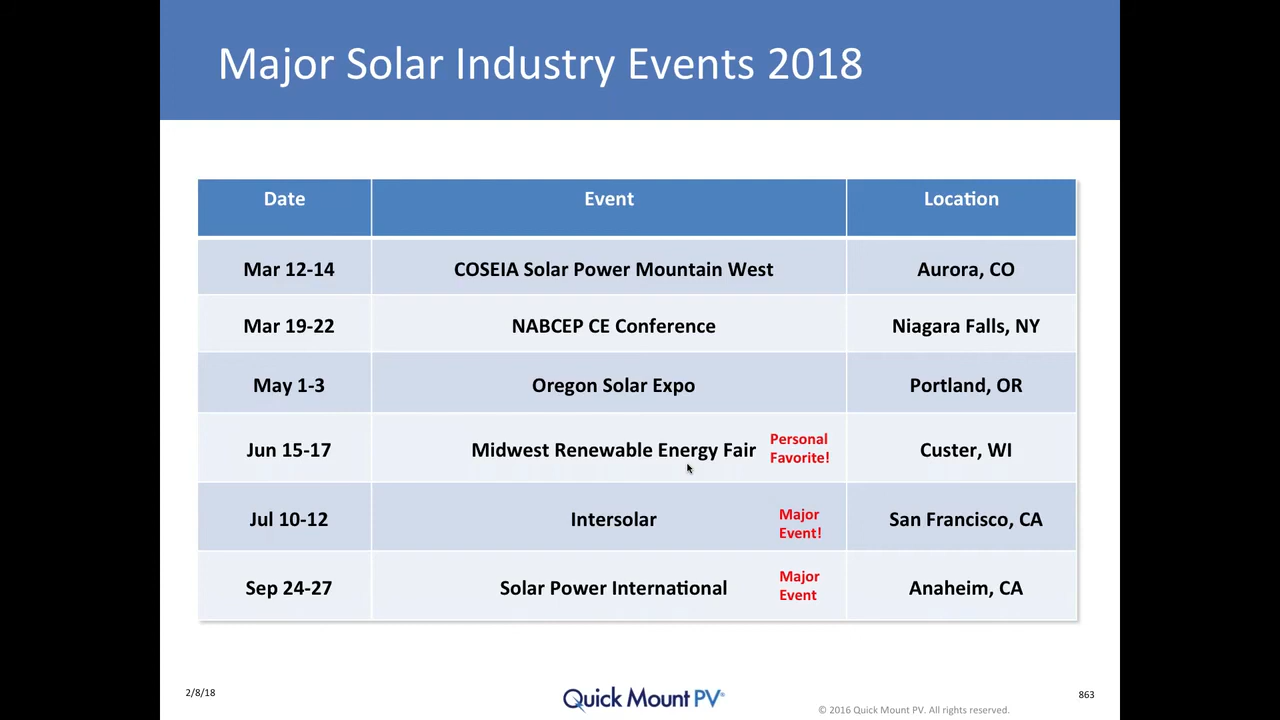 Major Solar Industry Events 2018
Date Event Location
Mar 12-14 COSEIA Solar Power Mountain West Aurora, CO
Mar 19-22 NABCEP CE Conference Niagara Falls, NY
May 1-3 Oregon Solar Expo Portland, OR
Jun 15-17 Midwest Renewable Energy Fair Personal Favorite! Custer, WI
Jul 10-12 Intersolar Major Event! San Francisco, CA
Sep 24-27 Solar Power International Major Event Anaheim, CA
2/8/18 Quick Mount PV® 863
© 2016 Quick Mount PV. All rights reserved.